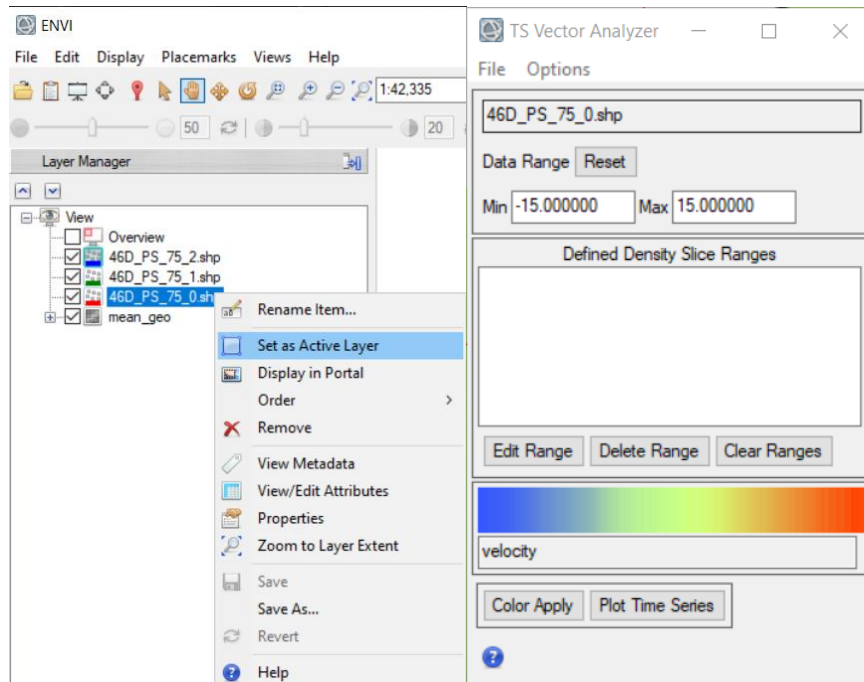 ENVI
File Edit Display Placemarks Views Help
1:42,335
50
20
Layer Manager
View
Overview
46D_PS_75_2.shp
46D_PS_75_1.shp
46D_PS_75_0.sh
mean_geo
Rename Item...
Set as Active Layer
Display in Portal
Order
Remove
View Metadata
View/Edit Attributes
Properties
Zoom to Layer Extent
Save
Save As...
Revert
Help
TS Vector Analyzer
File Options
46D_PS_75_0.shp
Data Range Reset
Min -15.000000 Max 15.000000
Defined Density Slice Ranges
Edit Range Delete Range Clear Ranges
velocity
Color Apply Plot Time Series